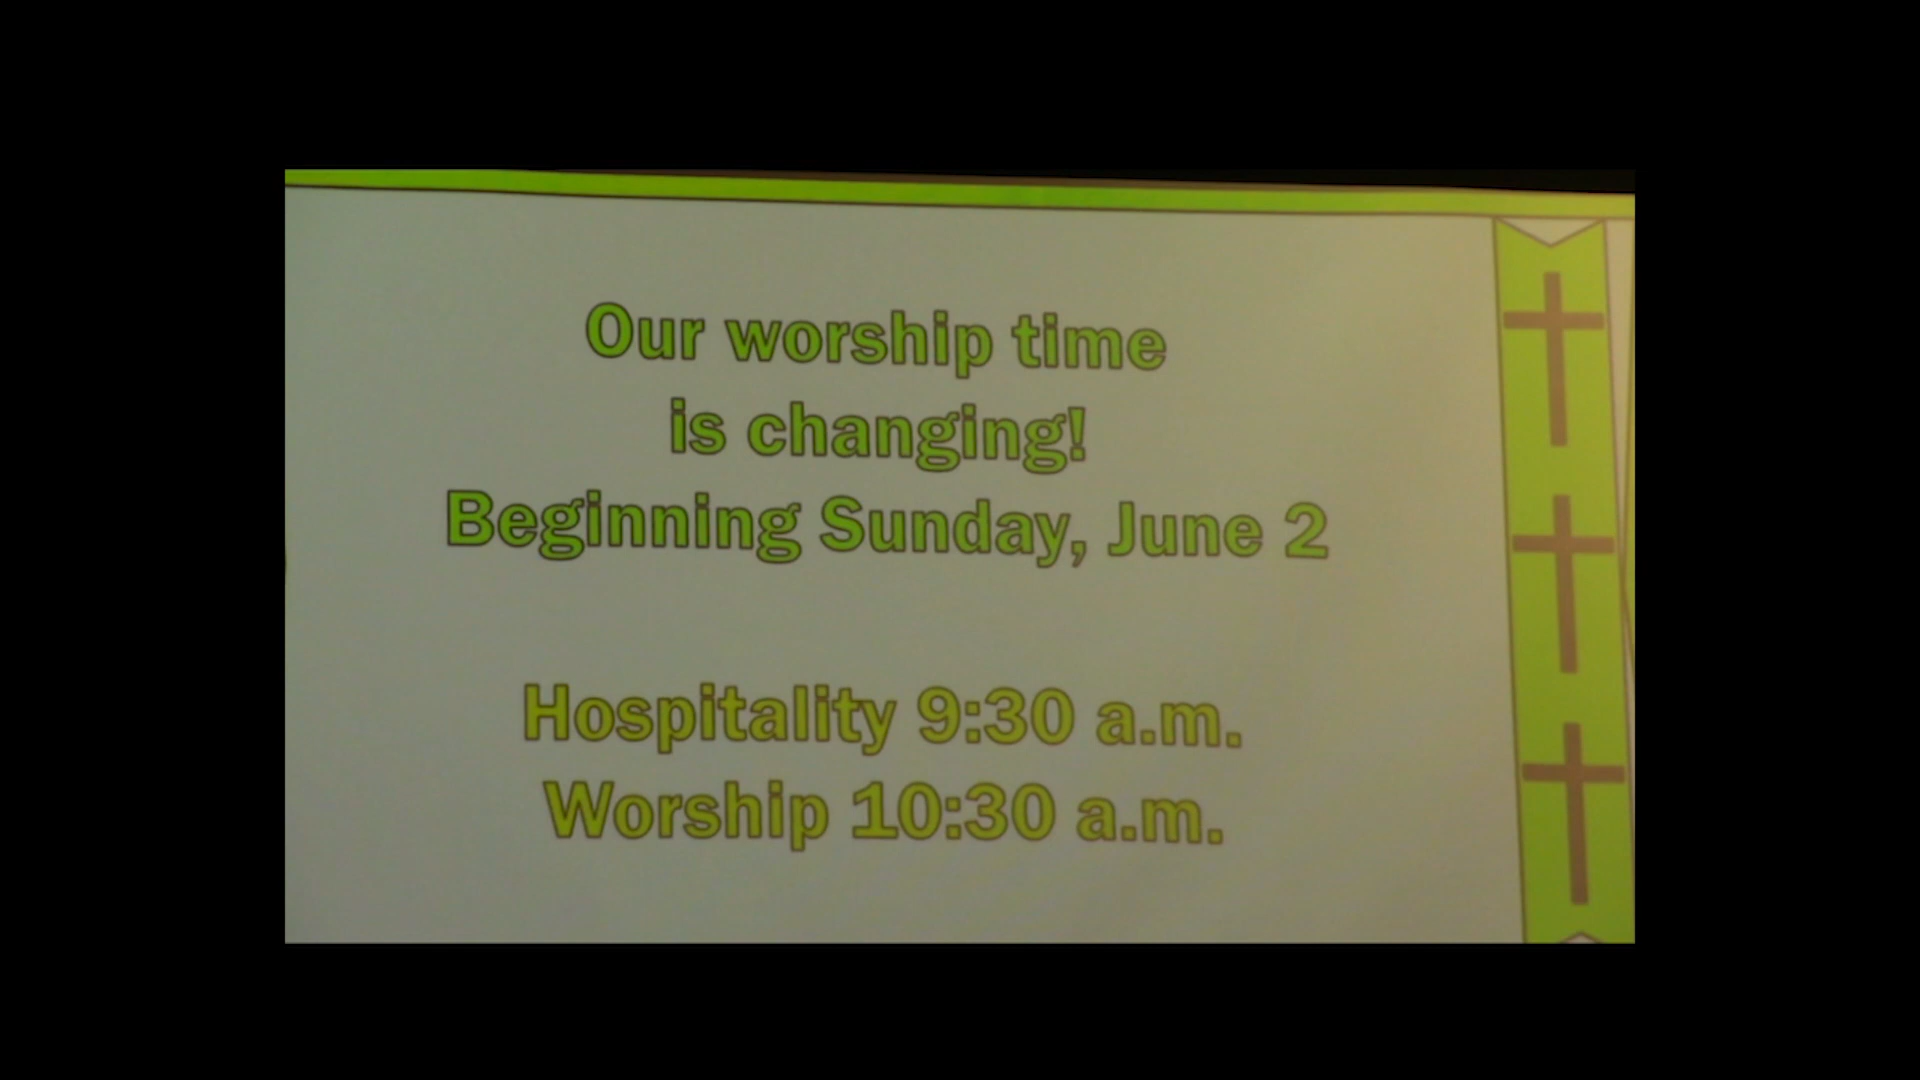 Our worship time
is changing!
Beginning Sunday, June 2
Hospitality 9:30 a.m.
Worship 10:30 a.m.